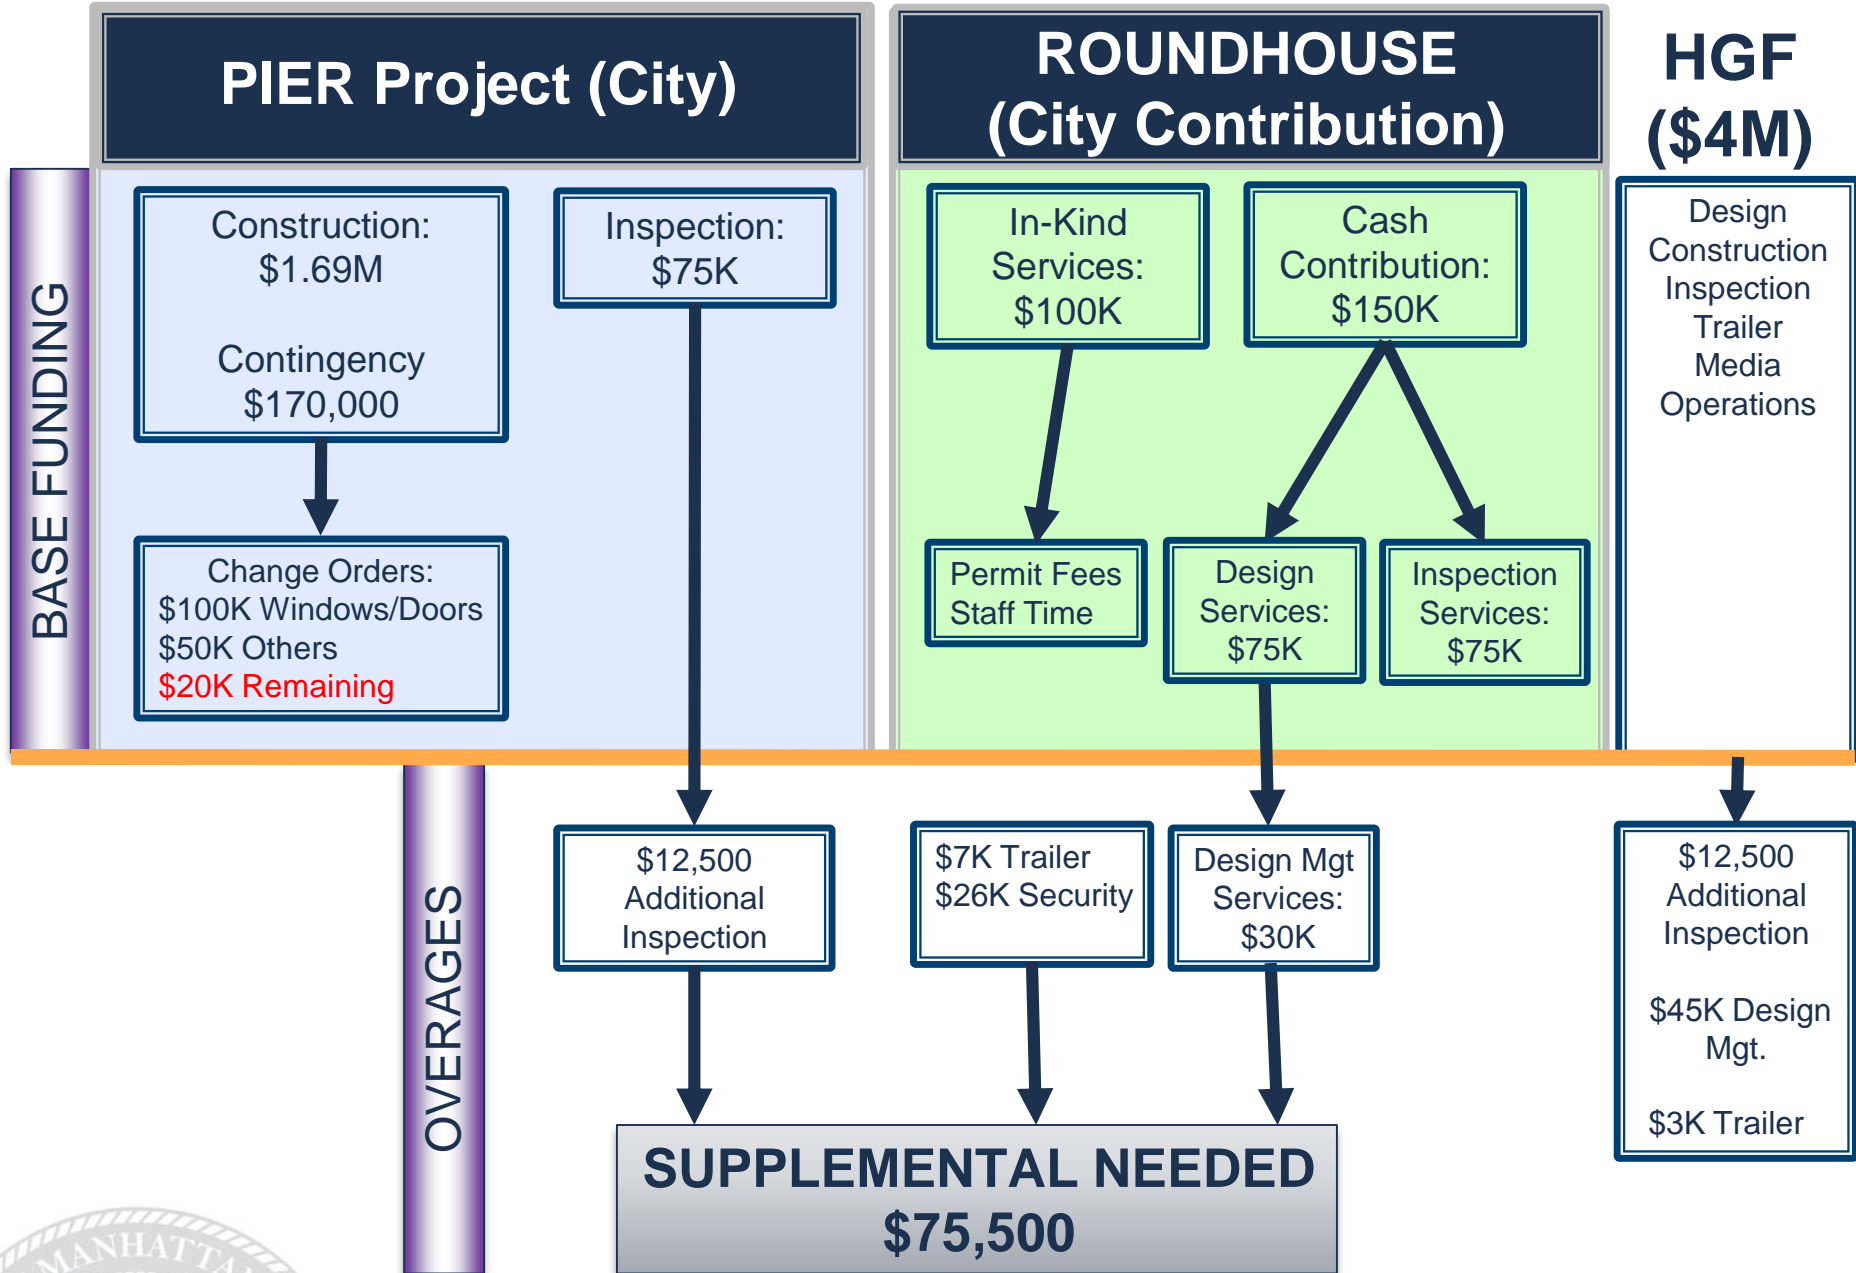 PIER Project (City)
ROUNDHOUSE
(City Contribution)
HGF
($4M)
BASE FUNDING
Construction:
$1.69M
Contingency
$170,000
Inspection:
$75K
In-Kind
Services:
$100K
Cash
Contribution:
$150K
Design
Construction
Inspection
Trailer
Media
Operations
Change Orders:
$100K Windows/Doors
$50K Others
$20K Remaining
Permit Fees
Staff Time
Design
Services:
$75K
Inspection
Services:
$75K
OVERAGES
$12,500
Additional
Inspection
$7K Trailer
$26K Security
Design Mgt
Services:
$30K
$12,500
Additional
Inspection
$45K Design
Mgt.
$3K Trailer
SUPPLEMENTAL NEEDED
$75,500